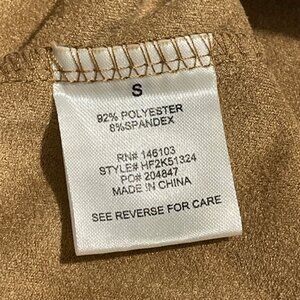 S
92% POLYESTER
8%SPANDEX
RN# 146103
STYLE# HF2K51324
PO# 204847
MADE IN CHINA
SEE REVERSE FOR CARE